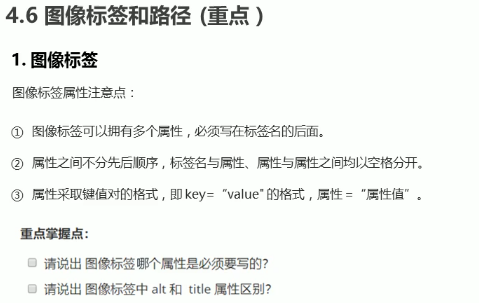 4.6 图像标签和路径 (重点 )
1. 图像标签
图像标签属性注意点：
① 图像标签可以拥有多个属性，必须写在标签名的后面。
② 属性之间不分先后顺序，标签名与属性、属性与属性之间均以空格分开。
③ 属性采取键值对的格式，即 key= “value" 的格式，属性 = “属性值”。
重点掌握点：
请说出 图像标签哪个属性是必须要写的?
请说出 图像标签中 alt 和 title 属性区别?